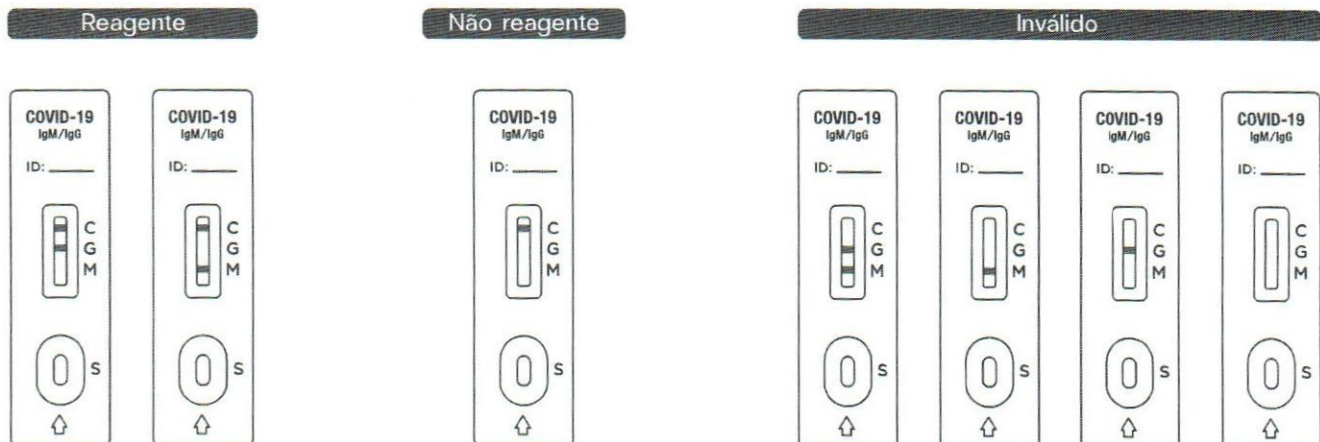 Reagente
Não reagente
Inválido
COVID-19
IgM/IgG
ID:
C
G
M
S
COVID-19
IgM/IgG
ID:
C
G
M
S
COVID-19
IgM/IgG
ID:
C
G
M
S
COVID-19
IgM/IgG
ID:
C
G
M
S
COVID-19
IgM/IgG
ID:
C
G
M
S
COVID-19
IgM/IgG
ID:
C
G
M
S
COVID-19
IgM/IgG
ID:
C
G
M
S